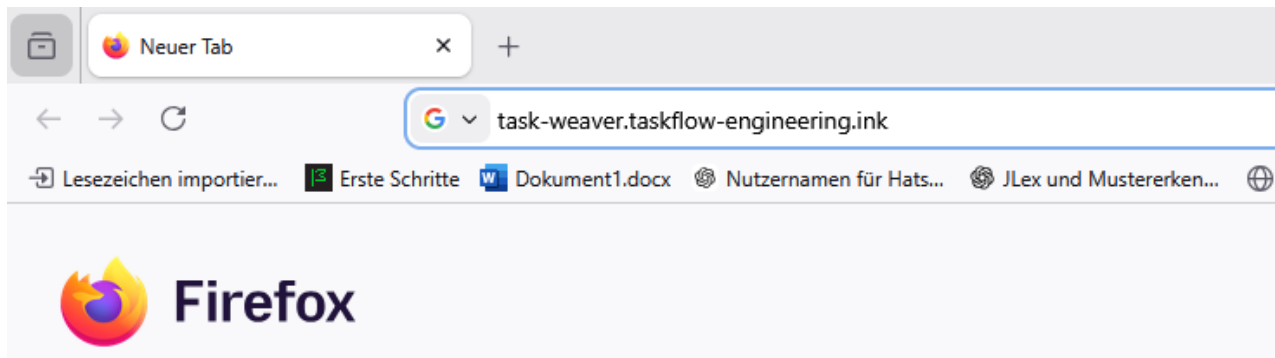 Neuer Tab
task-weaver.taskflow-engineering.ink
Lesezeichen importier... Erste Schritte Dokument1.docx Nutzernamen für Hats... JLex und Mustererken...
Firefox